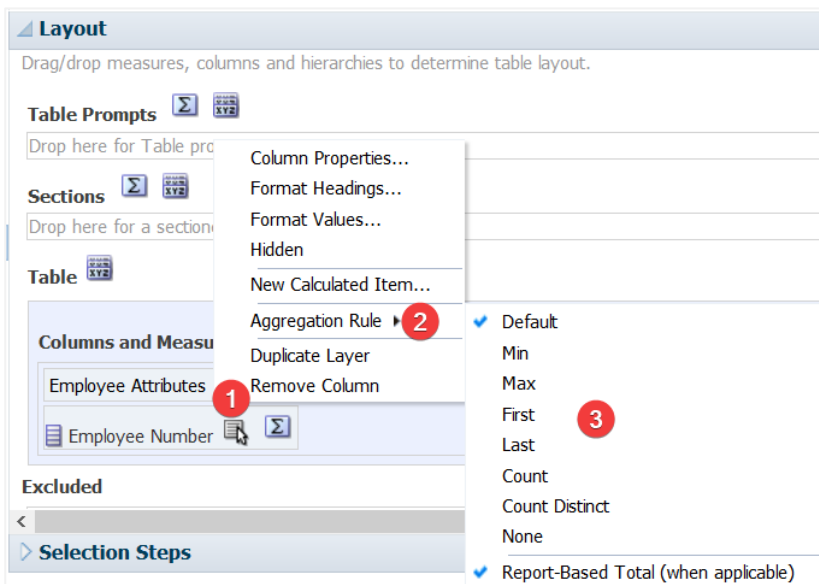 Layout
Drag/drop measures, columns and hierarchies to determine table layout.
Table Prompts Σ XYZ
Drop here for Table pro
Sections Σ XYZ
Drop here for a section
Table XYZ
Columns and Measu
Employee Attributes
Employee Number Σ
Excluded
Selection Steps
Column Properties...
Format Headings...
Format Values...
Hidden
New Calculated Item...
Aggregation Rule
Duplicate Layer
Remove Column
1
2
Default
Min
Max
First
3
Last
Count
Count Distinct
None
Report-Based Total (when applicable)